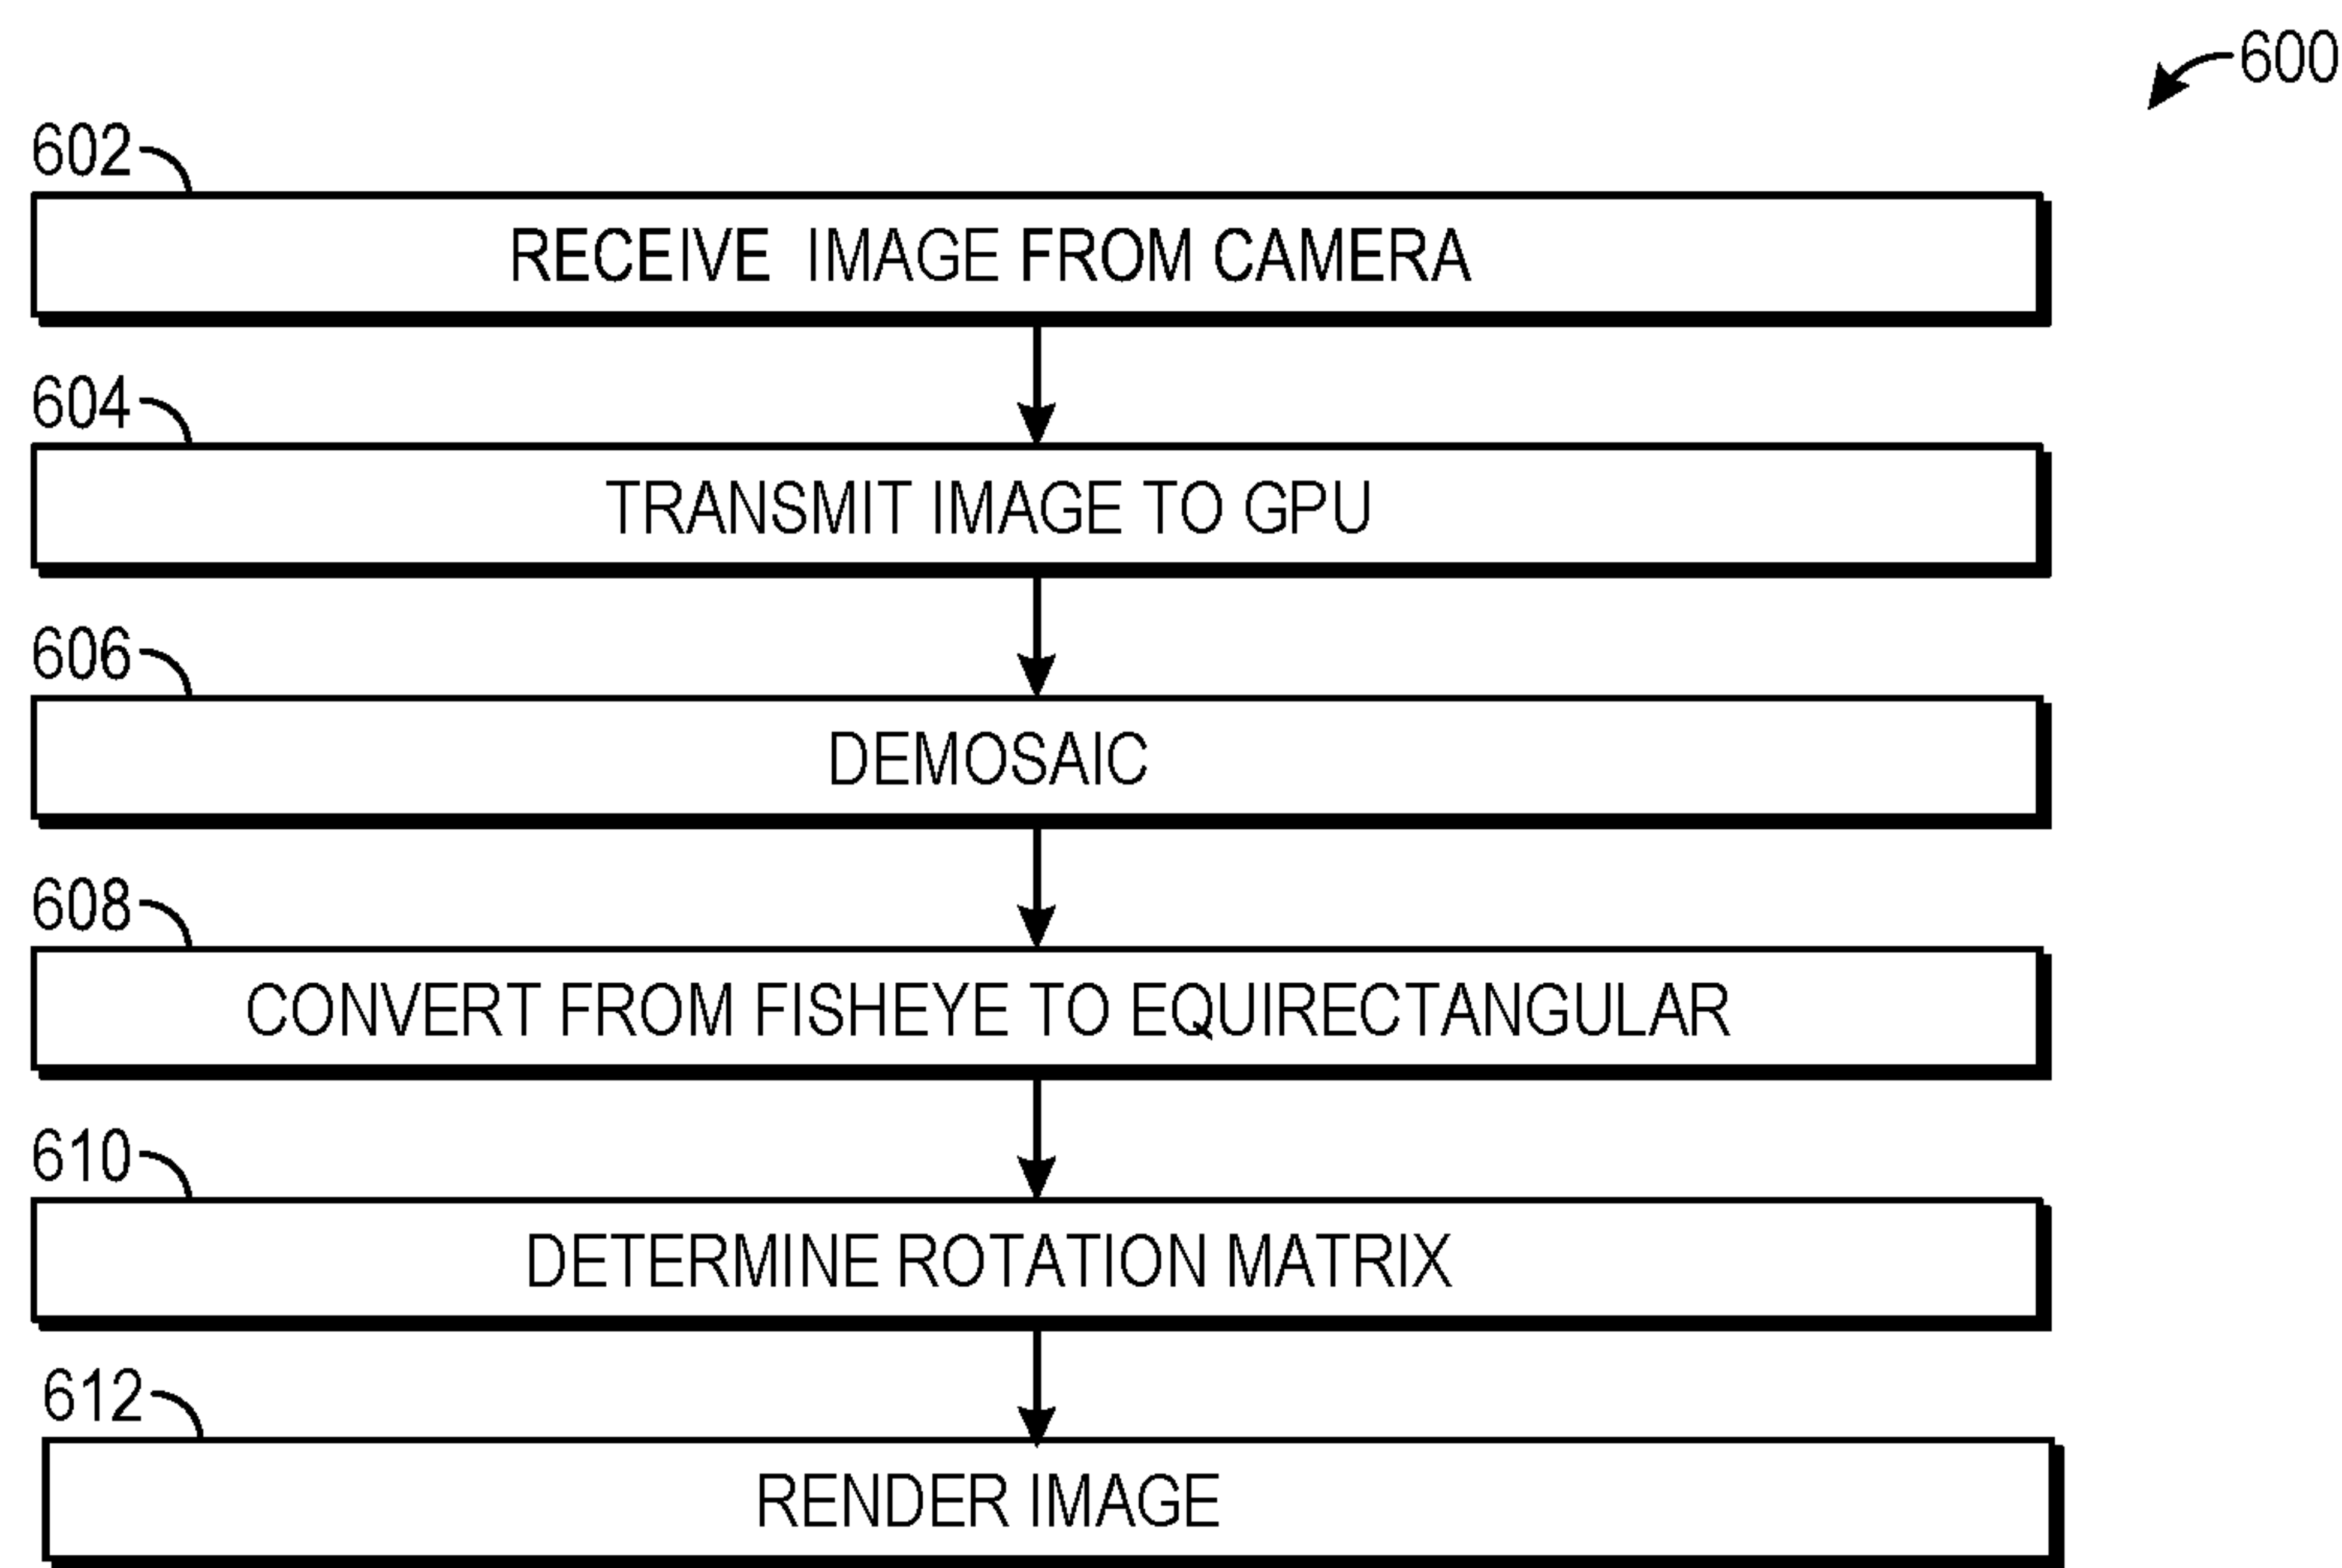 600
602
RECEIVE IMAGE FROM CAMERA
604
TRANSMIT IMAGE TO GPU
606
DEMOSAIC
608
CONVERT FROM FISHEYE TO EQUIRECTANGULAR
610
DETERMINE ROTATION MATRIX
612
RENDER IMAGE